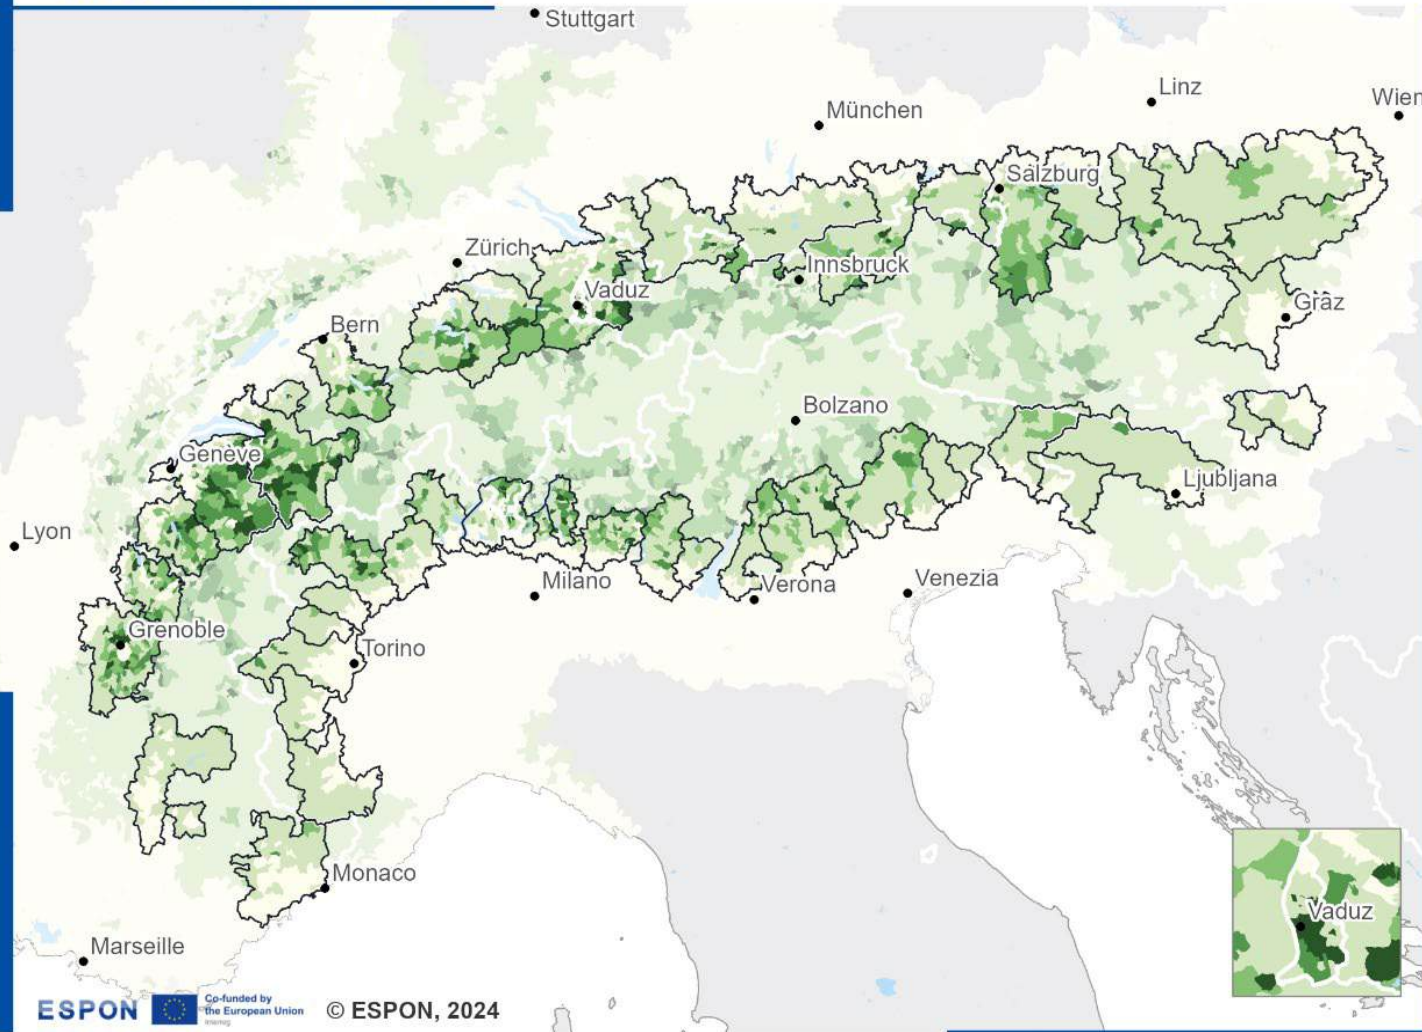 Stuttgart
Linz
Wien
München
Salzburg
Zürich
Innsbruck
Vaduz
Graz
Bern
Bolzano
Genève
Ljubljana
Lyon
Milano
Verona
Venezia
Grenoble
Torino
Monaco
Vaduz
Marseille
ESPON
Co-funded by
the European Union
Interreg
© ESPON, 2024